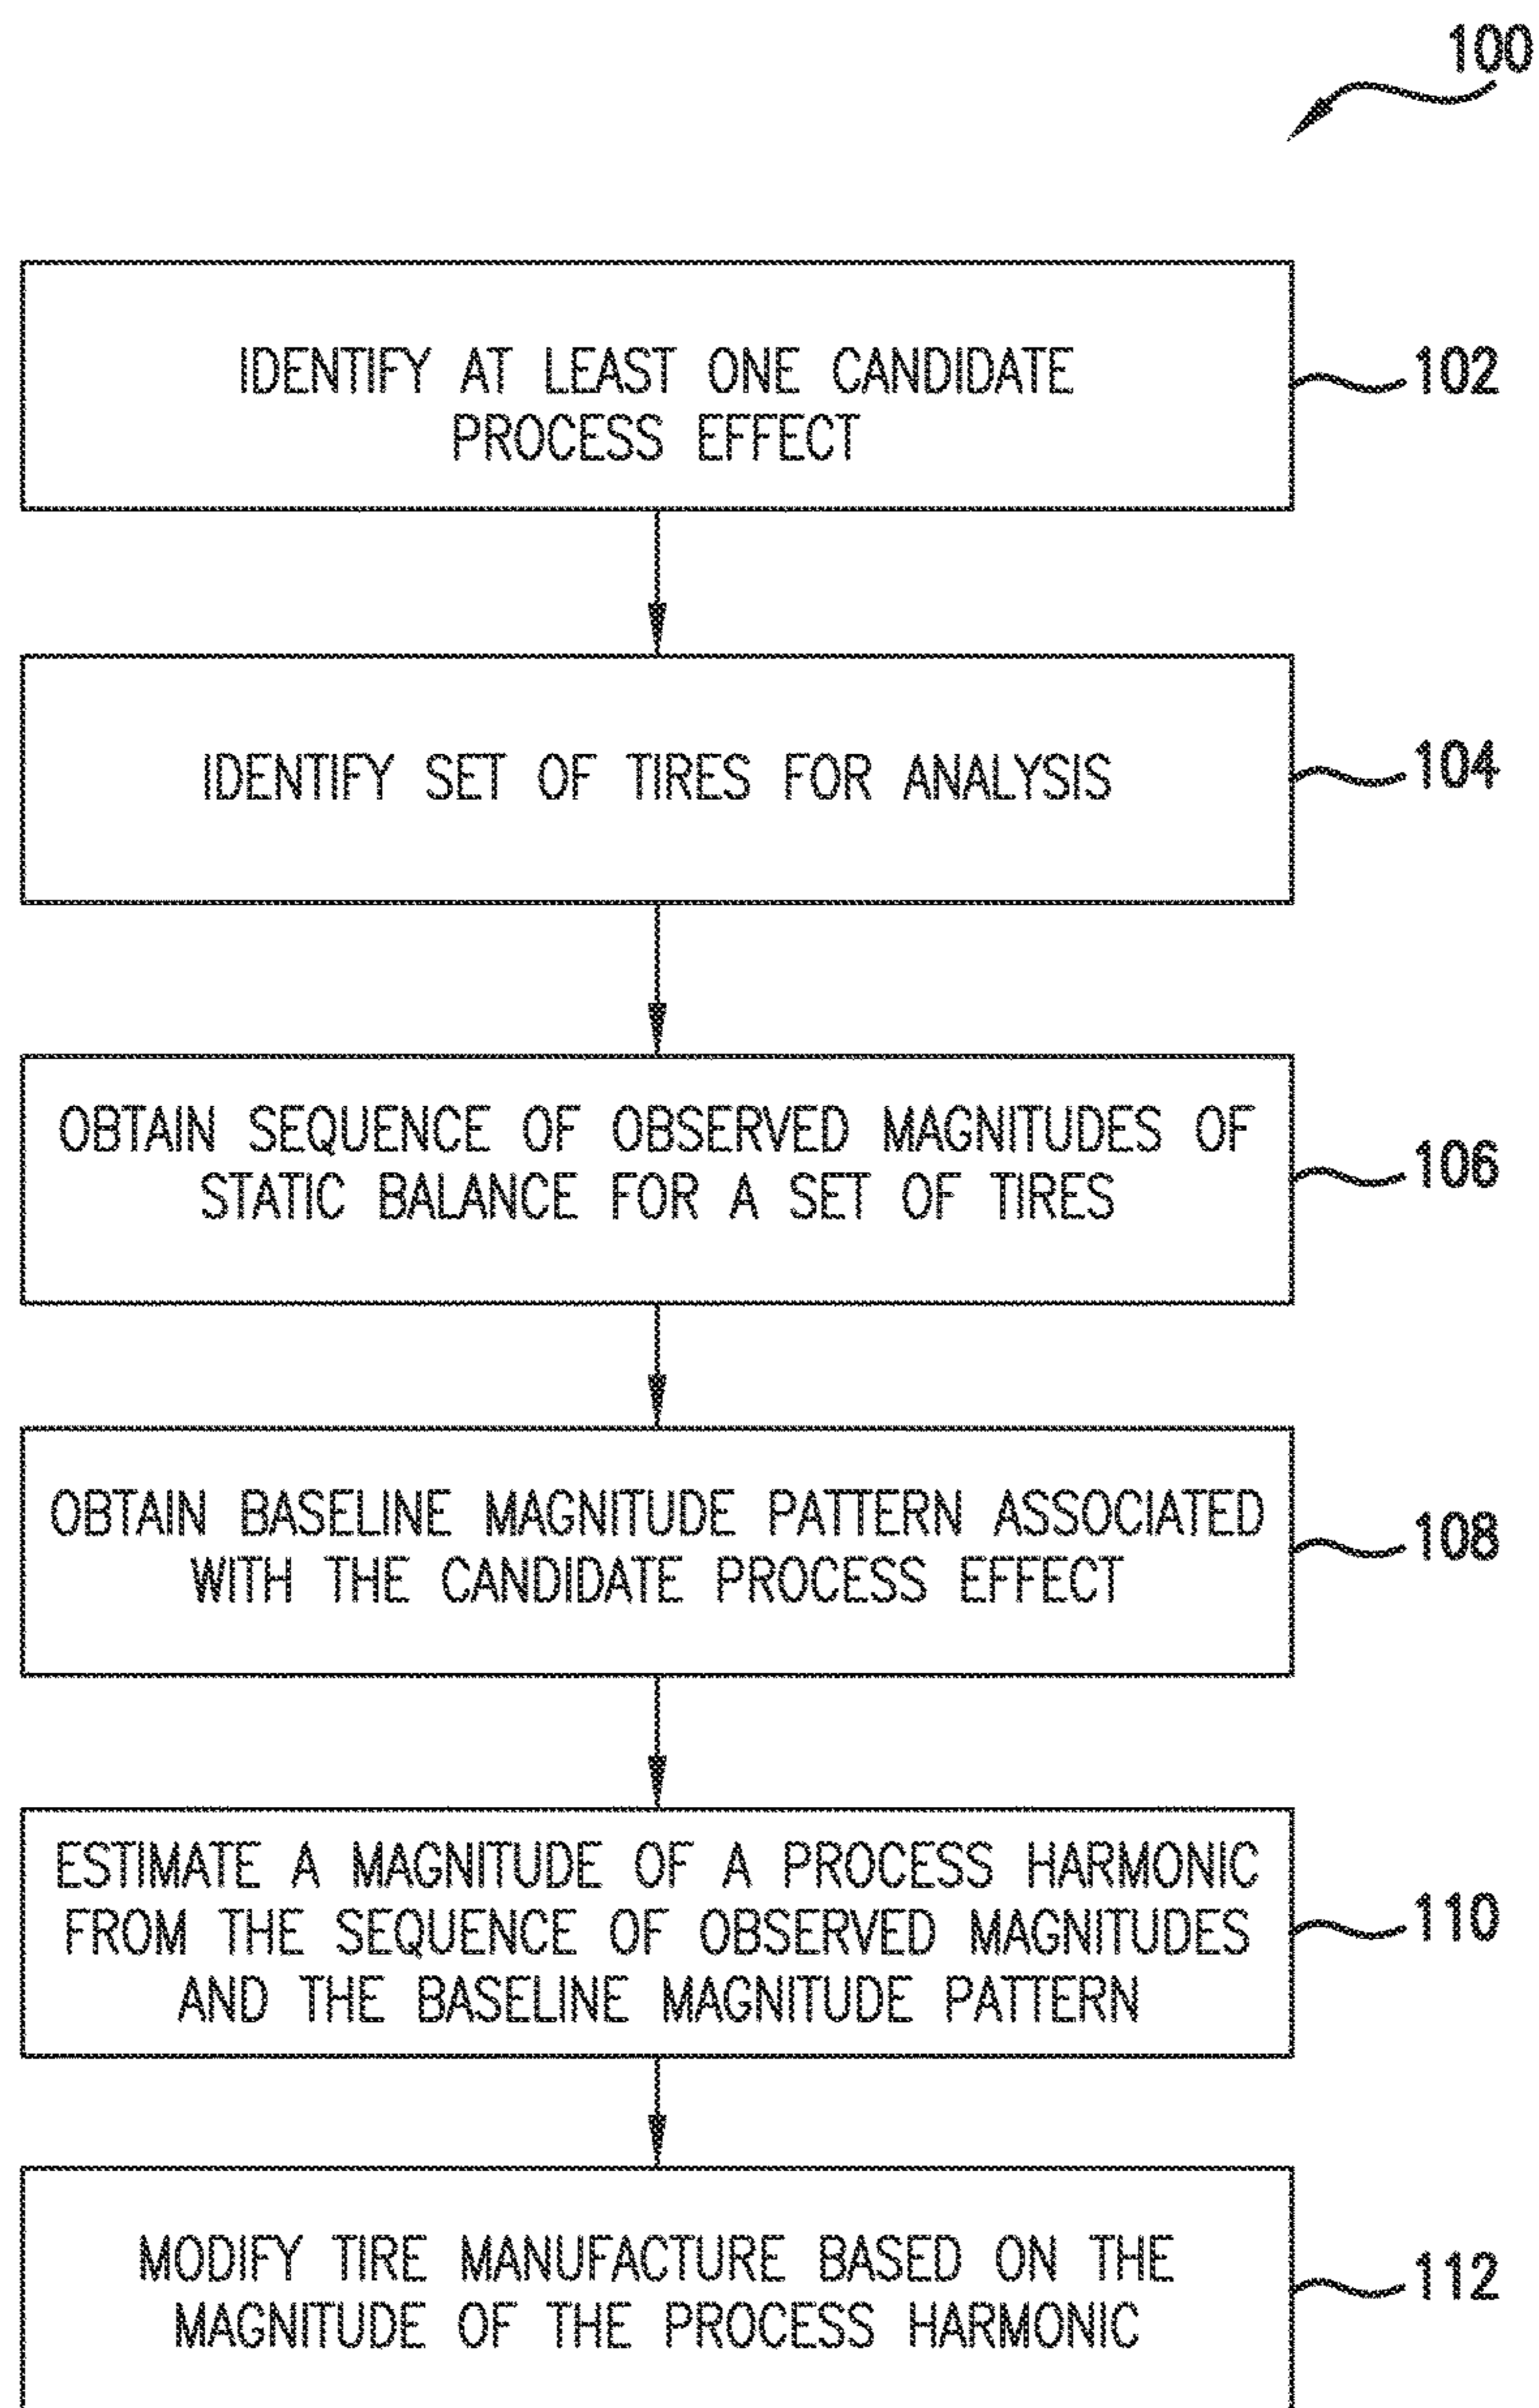 100
IDENTIFY AT LEAST ONE CANDIDATE
PROCESS EFFECT
102
IDENTIFY SET OF TIRES FOR ANALYSIS
104
OBTAIN SEQUENCE OF OBSERVED MAGNITUDES OF
STATIC BALANCE FOR A SET OF TIRES
106
OBTAIN BASELINE MAGNITUDE PATTERN ASSOCIATED
WITH THE CANDIDATE PROCESS EFFECT
108
ESTIMATE A MAGNITUDE OF A PROCESS HARMONIC
FROM THE SEQUENCE OF OBSERVED MAGNITUDES
AND THE BASELINE MAGNITUDE PATTERN
110
MODIFY TIRE MANUFACTURE BASED ON THE
MAGNITUDE OF THE PROCESS HARMONIC
112